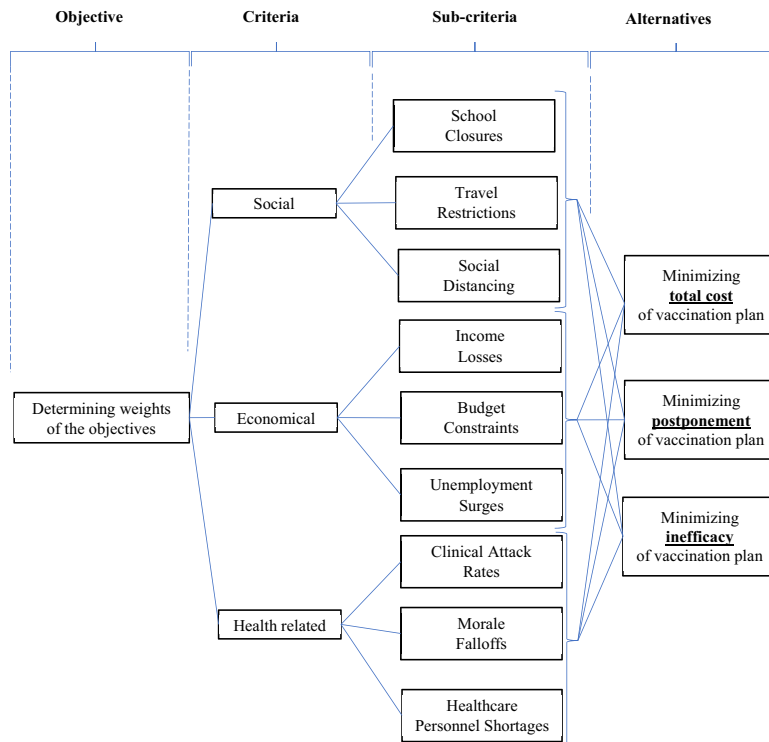 Objective
Criteria
Sub-criteria
Alternatives
Determining weights
of the objectives
Social
Economical
Health related
School
Closures
Travel
Restrictions
Social
Distancing
Income
Losses
Budget
Constraints
Unemployment
Surges
Clinical Attack
Rates
Morale
Falloffs
Healthcare
Personnel Shortages
Minimizing
total cost
of vaccination plan
Minimizing
postponement
of vaccination plan
Minimizing
inefficacy
of vaccination plan